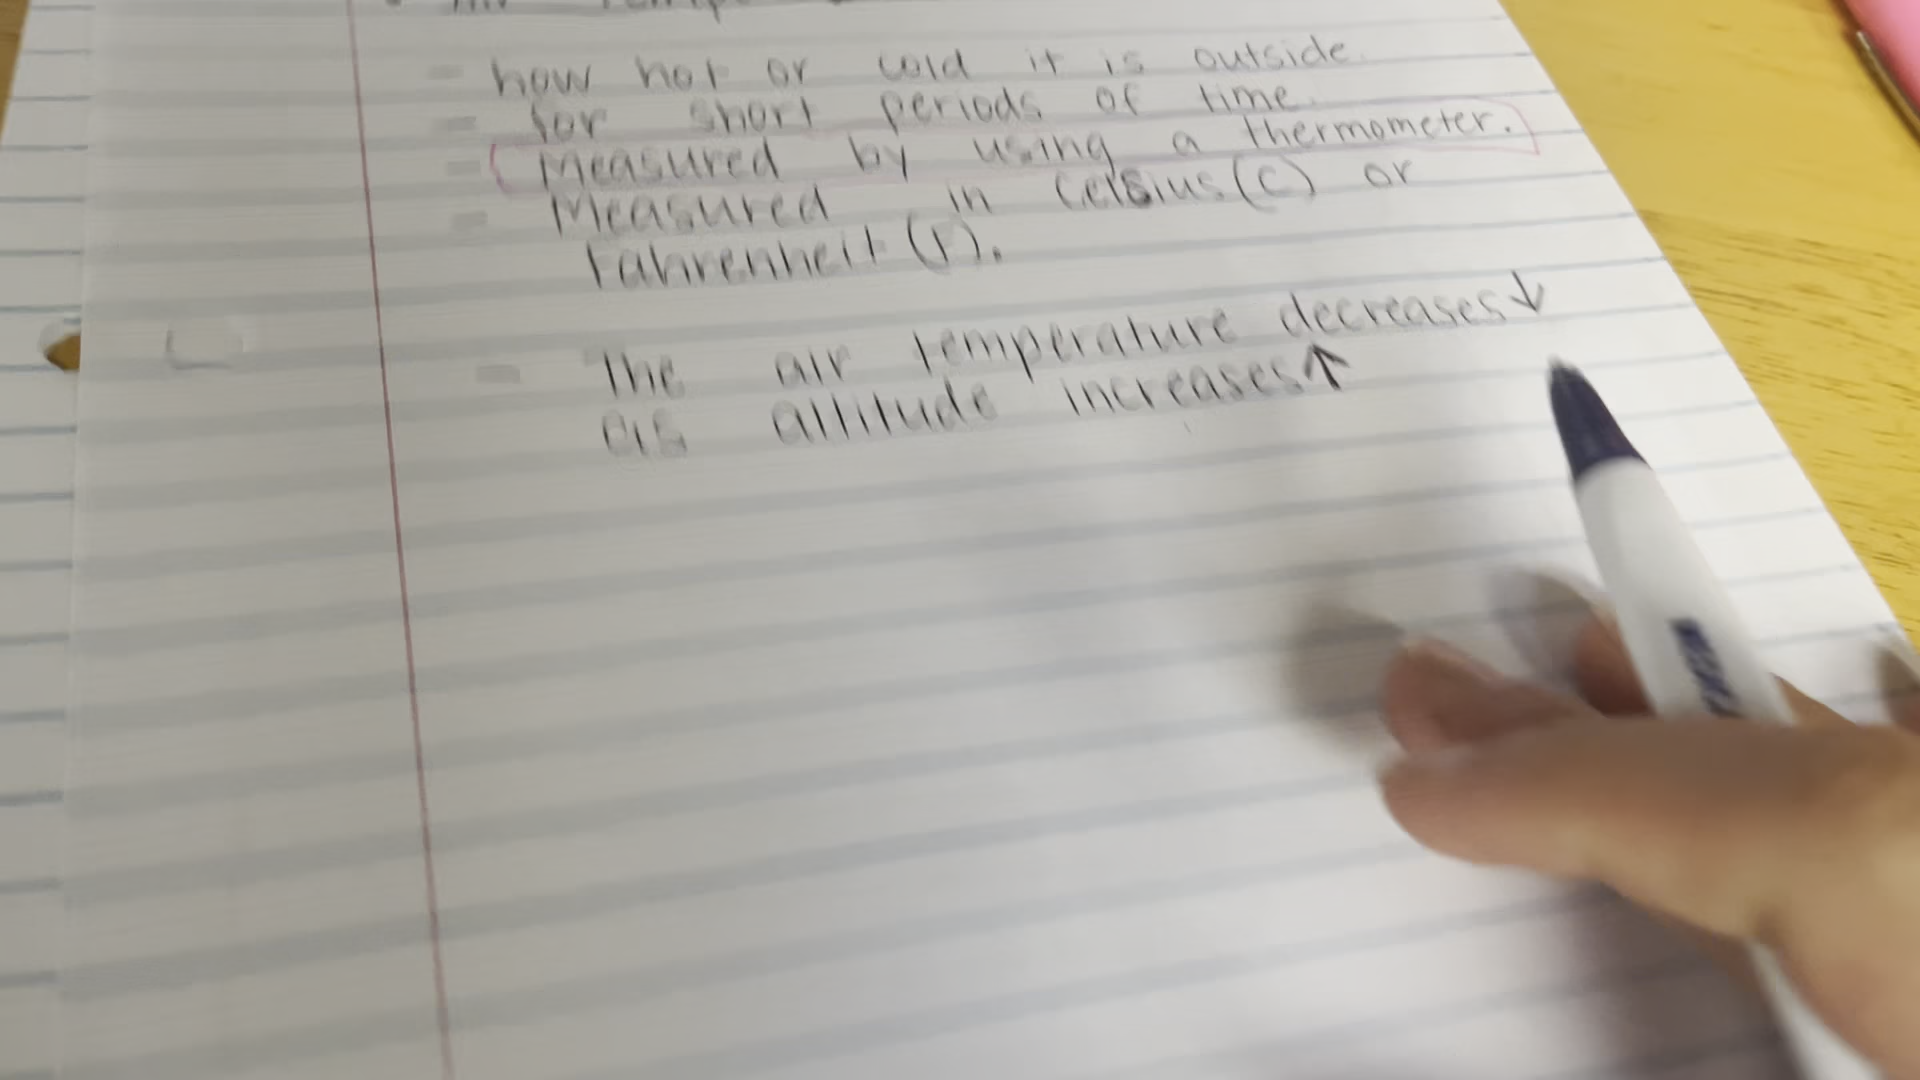 how hot or cold it is outside.
for short periods of time.
Measured by using a thermometer.
Measured in Celsius (C) or
Fahrenheit (F).
The air temperature decreases ↓
as altitude increases ↑